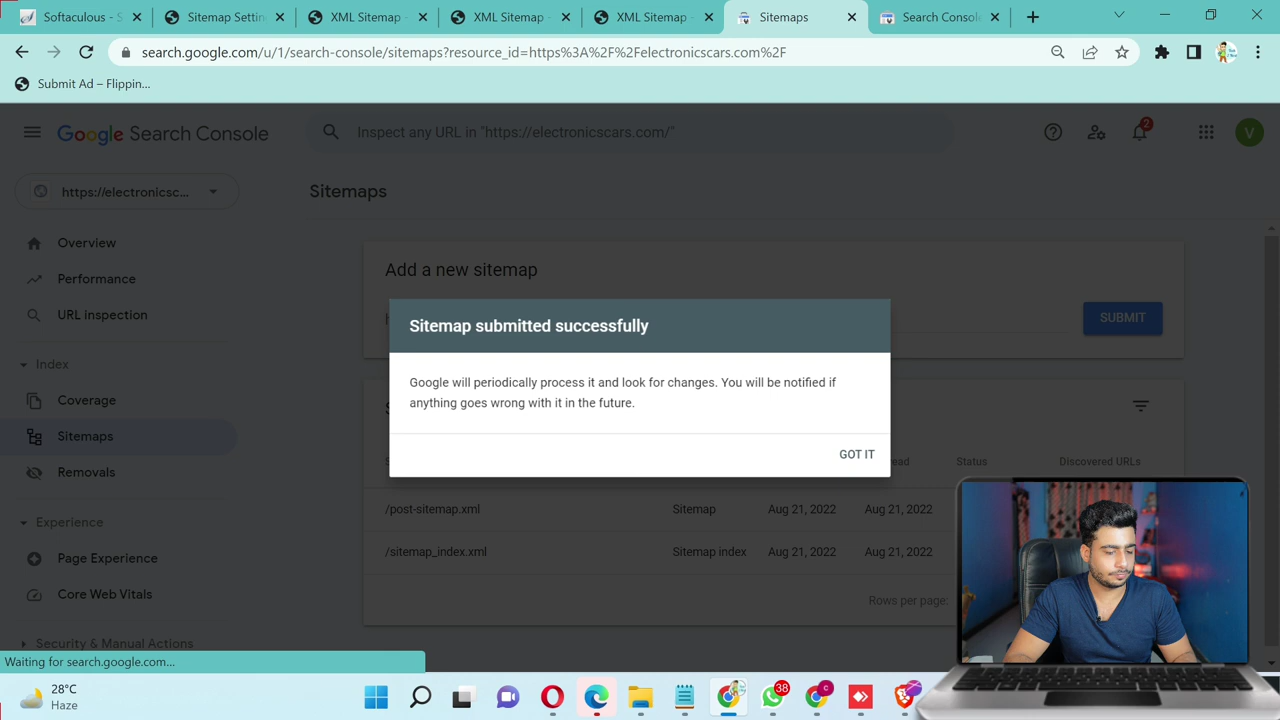 Softaculous - S
Sitemap Settin
XML Sitemap -
XML Sitemap -
XML Sitemap -
Sitemaps
Search Consol
search.google.com/u/1/search-console/sitemaps?resource_id=https%3A%2F%2Felectronicscars.com%2F
Submit Ad – Flippin...
Google Search Console
Inspect any URL in "https://electronicscars.com/"
2
V
https://electronicsc...
Sitemaps
Overview
Performance
URL inspection
Index
Coverage
Sitemaps
Removals
Experience
Page Experience
Core Web Vitals
Security & Manual Actions
Add a new sitemap
SUBMIT
Sitemap submitted successfully
Google will periodically process it and look for changes. You will be notified if
anything goes wrong with it in the future.
GOT IT
Status
Discovered URLs
/post-sitemap.xml
Sitemap
Aug 21, 2022
Aug 21, 2022
/sitemap_index.xml
Sitemap index
Aug 21, 2022
Aug 21, 2022
Rows per page:
Waiting for search.google.com...
28°C
Haze
38
c